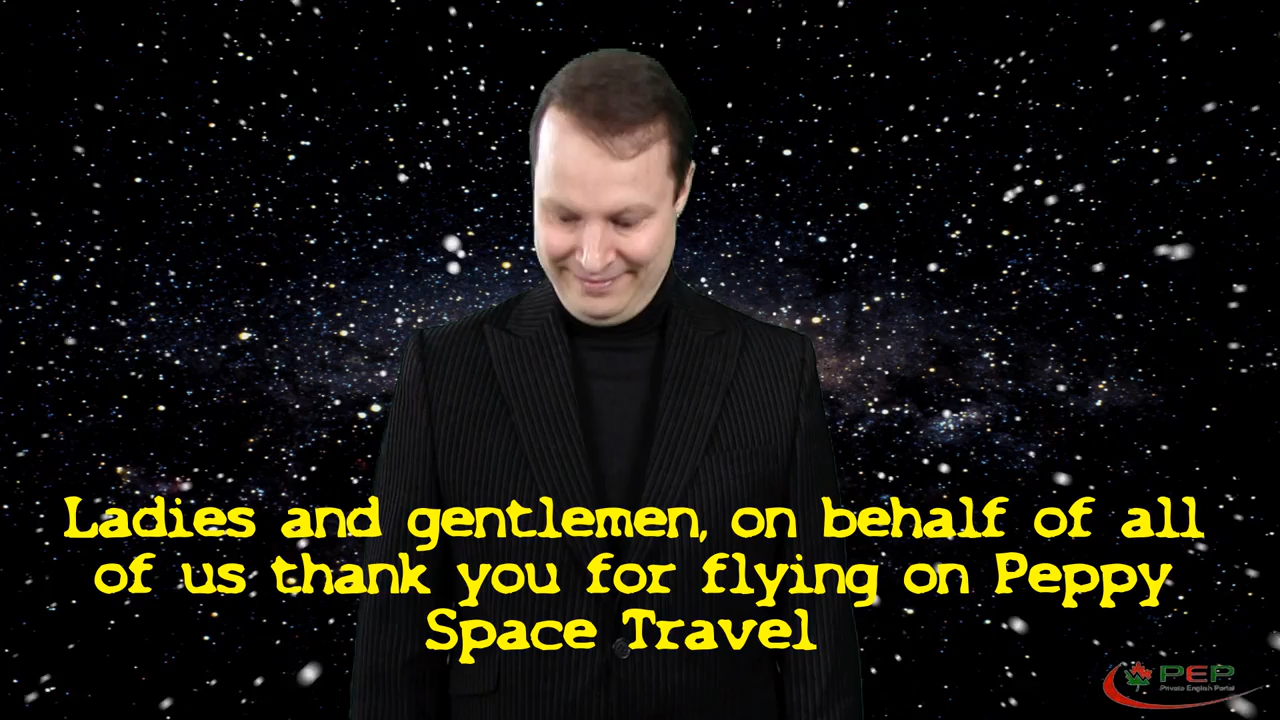 Ladies and gentlemen, on behalf of all
of us thank you for flying on Peppy
Space Travel
PEP
Private English Portal